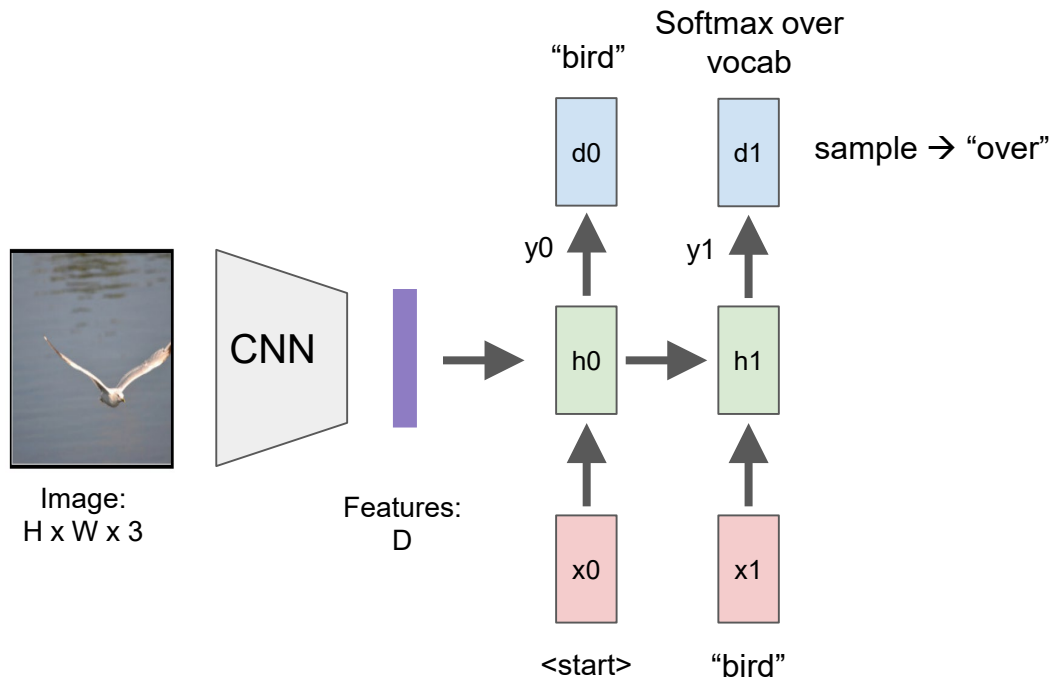 Softmax over
vocab
“bird”
d0
d1
sample → “over”
y0
y1
CNN
h0
h1
Image:
H x W x 3
Features:
D
x0
x1
<start>
“bird”